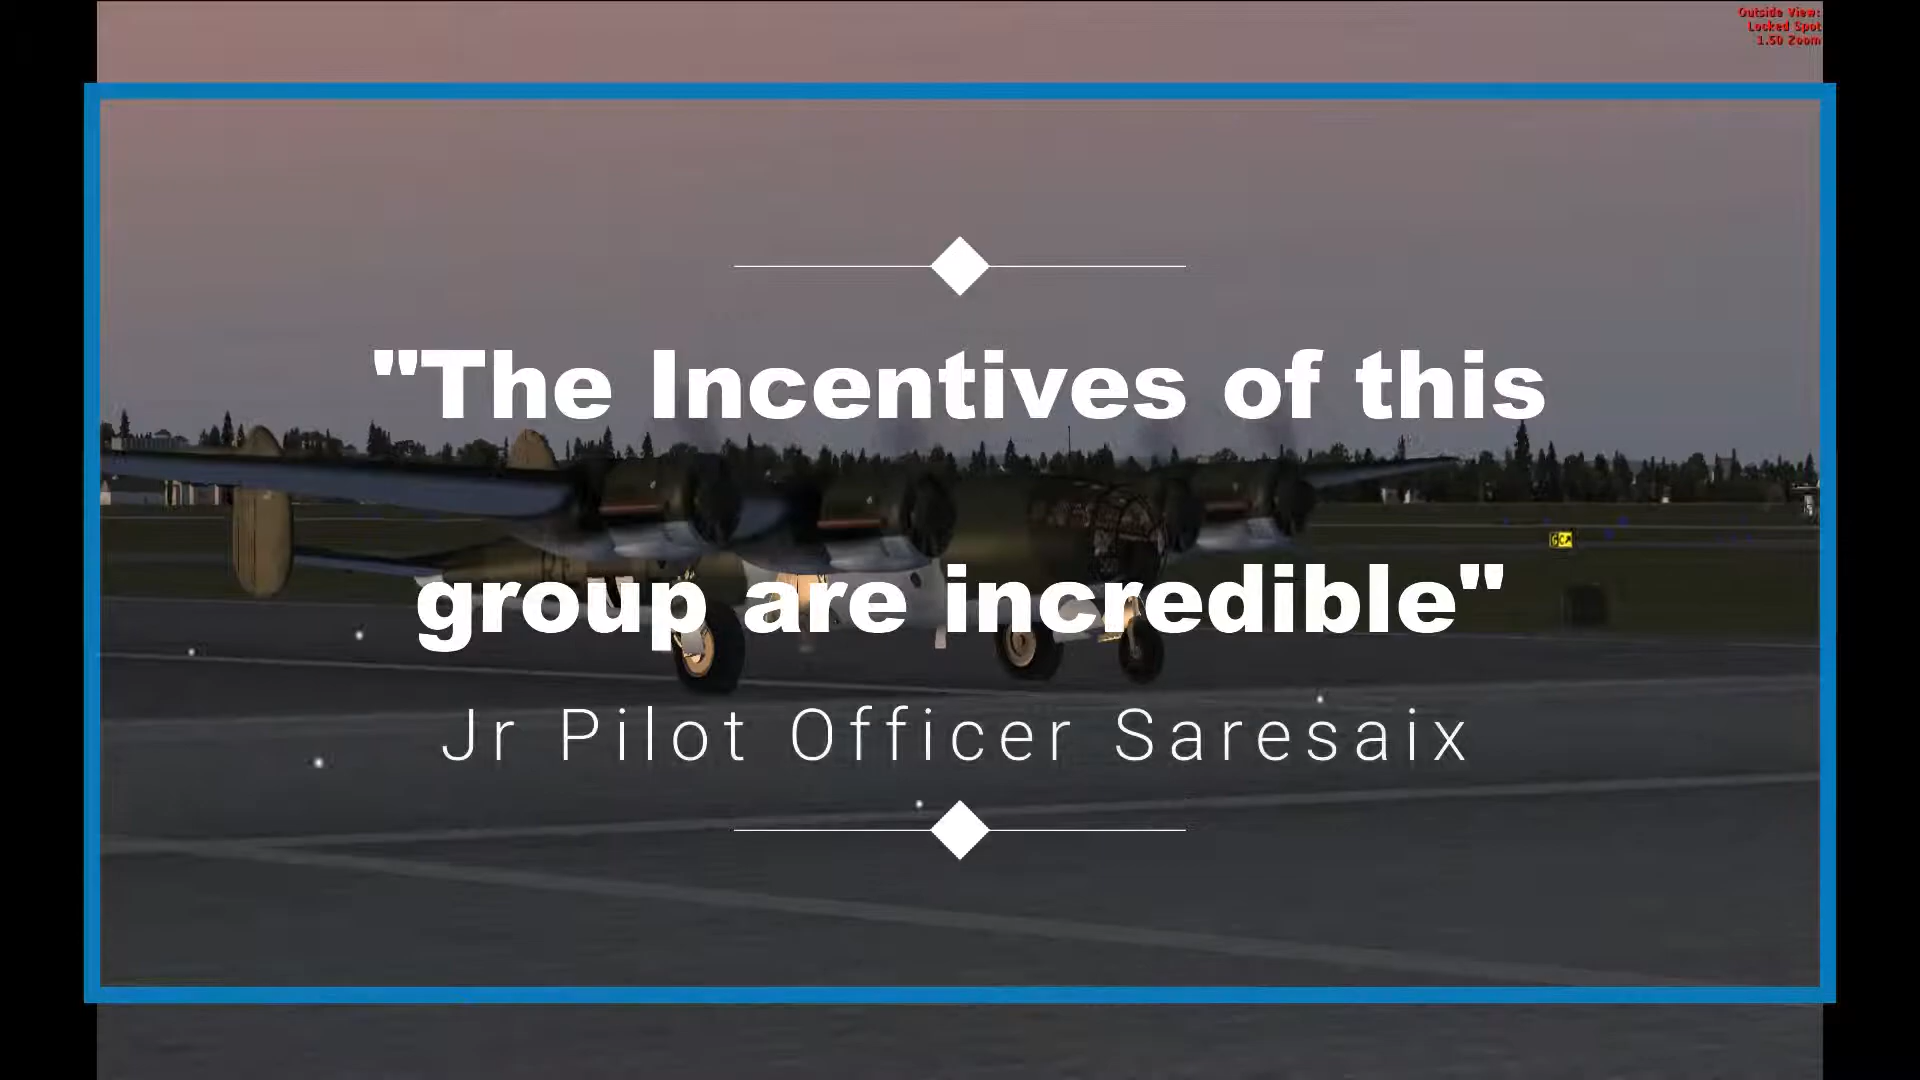 Outside View:
Locked Spot
1.50 Zoom
"The Incentives of this
group are incredible"
Jr Pilot Officer Saresaix